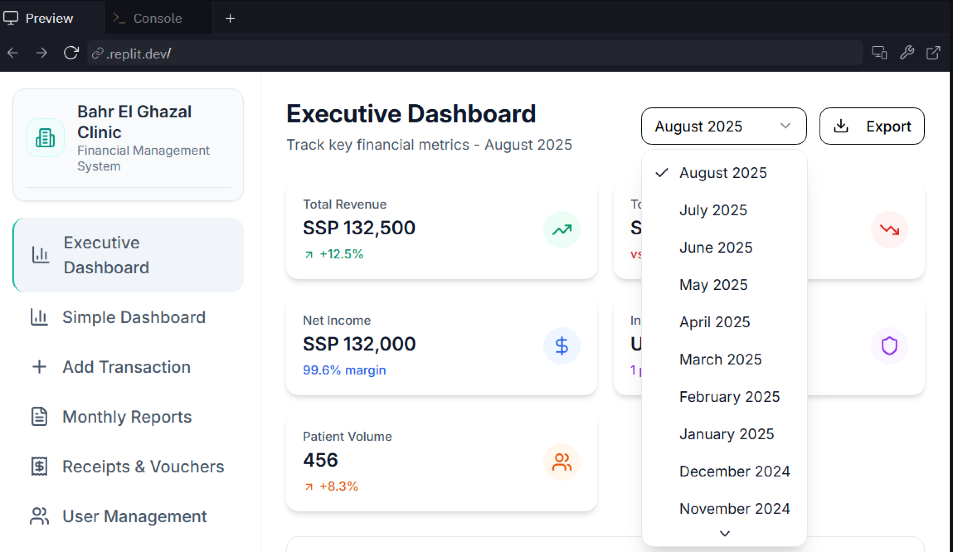 Preview
Console
.replit.dev/
Bahr El Ghazal
Clinic
Financial Management
System
Executive Dashboard
Track key financial metrics - August 2025
August 2025
Export
Executive
Dashboard
Simple Dashboard
Add Transaction
Monthly Reports
Receipts & Vouchers
User Management
Total Revenue
SSP 132,500
+12.5%
Net Income
SSP 132,000
99.6% margin
Patient Volume
456
+8.3%
To
S
vs
In
U
1
August 2025
July 2025
June 2025
May 2025
April 2025
March 2025
February 2025
January 2025
December 2024
November 2024